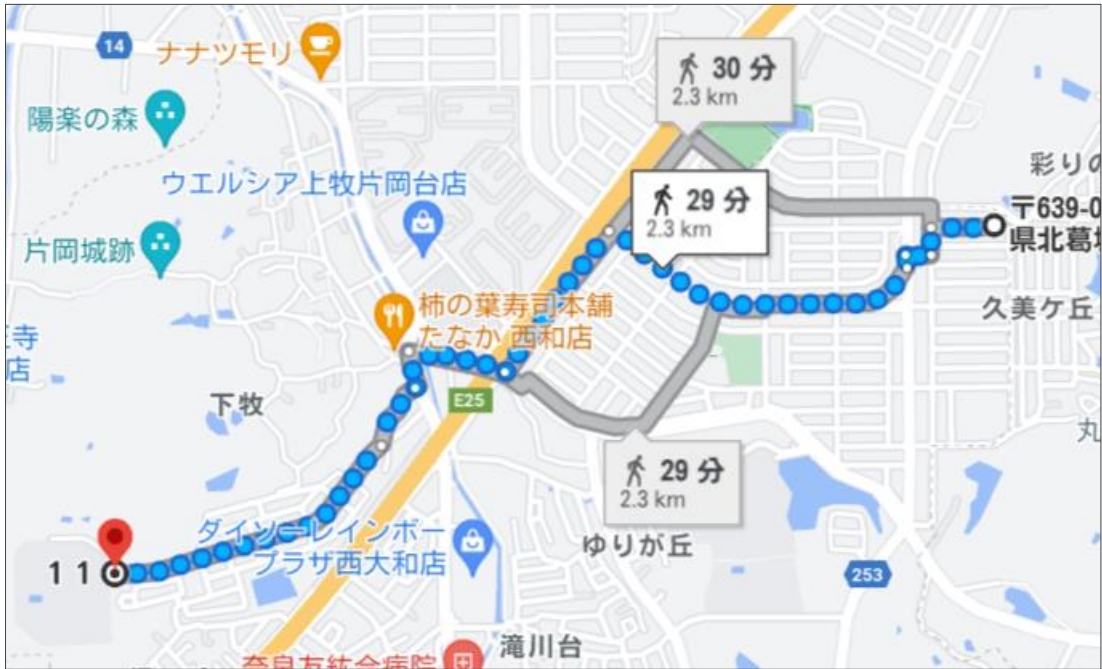 14
ナナツモリ
30 分
2.3 km
陽楽の森
彩りの
ウエルシア上牧片岡台店
29 分
2.3 km
〒639-0
県北葛城
片岡城跡
久美ケ丘
柿の葉寿司本舗
たなか 西和店
寺
店
E25
下牧
丸
29 分
2.3 km
ダイソーレインボー
プラザ西大和店
ゆりが丘
11
253
滝川台
奈良友紘会病院